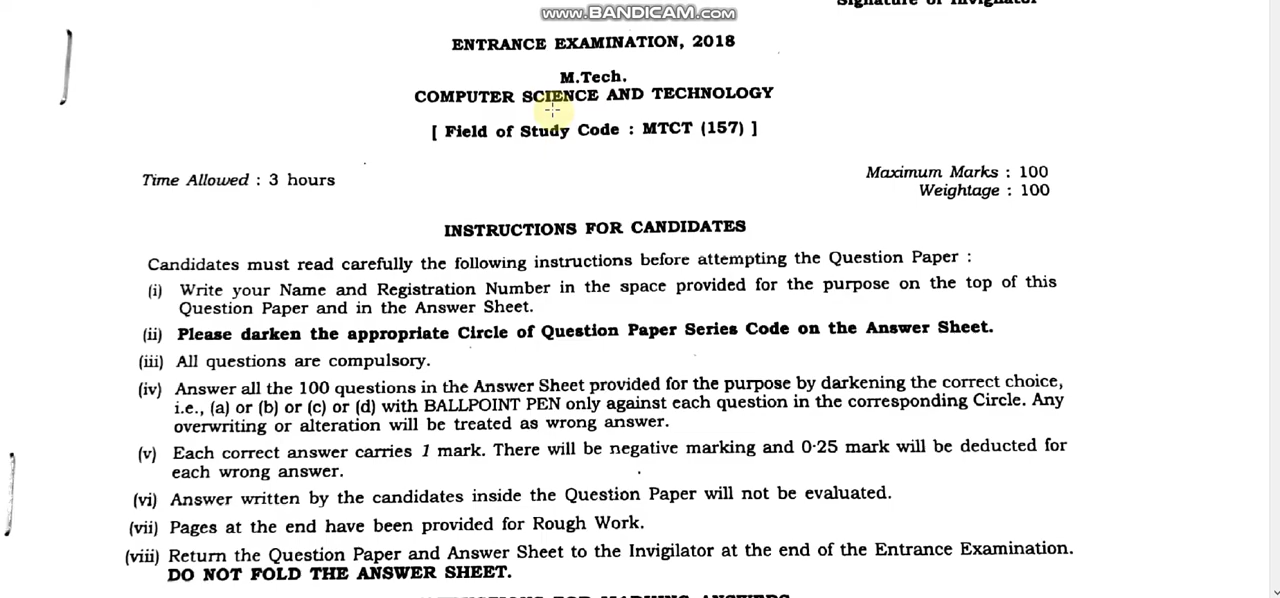 www.BANDICAM.com
Signature of Invigilator
ENTRANCE EXAMINATION, 2018
M.Tech.
COMPUTER SCIENCE AND TECHNOLOGY
[ Field of Study Code : MTCT (157) ]
Time Allowed : 3 hours
Maximum Marks : 100
Weightage : 100
INSTRUCTIONS FOR CANDIDATES
Candidates must read carefully the following instructions before attempting the Question Paper :
(i) Write your Name and Registration Number in the space provided for the purpose on the top of this
Question Paper and in the Answer Sheet.
(ii) Please darken the appropriate Circle of Question Paper Series Code on the Answer Sheet.
(iii) All questions are compulsory.
(iv) Answer all the 100 questions in the Answer Sheet provided for the purpose by darkening the correct choice,
i.e., (a) or (b) or (c) or (d) with BALLPOINT PEN only against each question in the corresponding Circle. Any
overwriting or alteration will be treated as wrong answer.
(v) Each correct answer carries 1 mark. There will be negative marking and 0·25 mark will be deducted for
each wrong answer.
(vi) Answer written by the candidates inside the Question Paper will not be evaluated.
(vii) Pages at the end have been provided for Rough Work.
(viii) Return the Question Paper and Answer Sheet to the Invigilator at the end of the Entrance Examination.
DO NOT FOLD THE ANSWER SHEET.
INSTRUCTIONS FOR MARKING ANSWERS